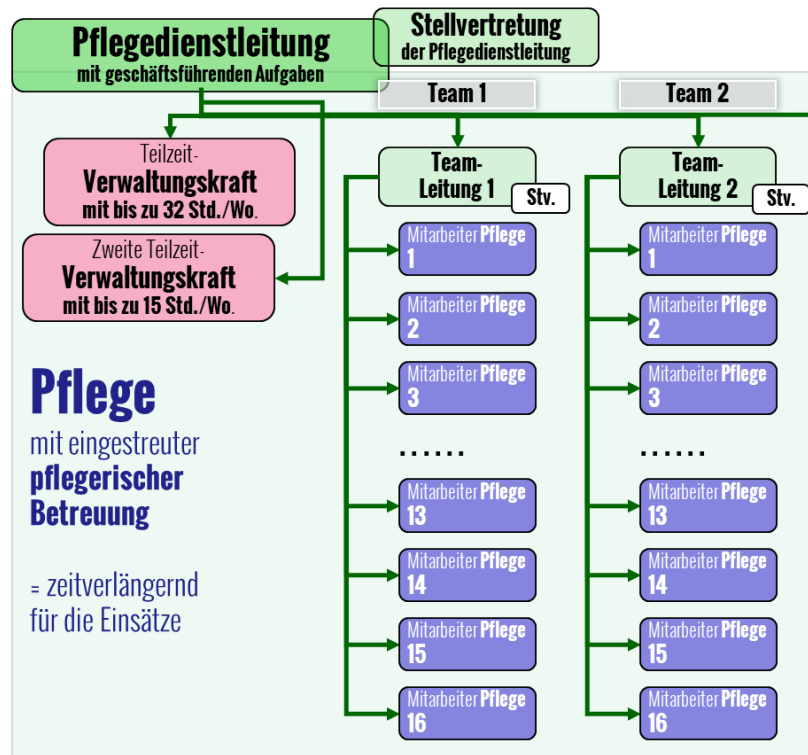 Pflegedienstleitung
mit geschäftsführenden Aufgaben
Stellvertretung
der Pflegedienstleitung
Teilzeit-
Verwaltungskraft
mit bis zu 32 Std./Wo.
Zweite Teilzeit-
Verwaltungskraft
mit bis zu 15 Std./Wo.
Pflege
mit eingestreuter
pflegerischer
Betreuung
= zeitverlängernd
für die Einsätze
Team 1
Team-
Leitung 1
Stv.
Mitarbeiter Pflege
1
Mitarbeiter Pflege
2
Mitarbeiter Pflege
3
......
Mitarbeiter Pflege
13
Mitarbeiter Pflege
14
Mitarbeiter Pflege
15
Mitarbeiter Pflege
16
Team 2
Team-
Leitung 2
Stv.
Mitarbeiter Pflege
1
Mitarbeiter Pflege
2
Mitarbeiter Pflege
3
......
Mitarbeiter Pflege
13
Mitarbeiter Pflege
14
Mitarbeiter Pflege
15
Mitarbeiter Pflege
16